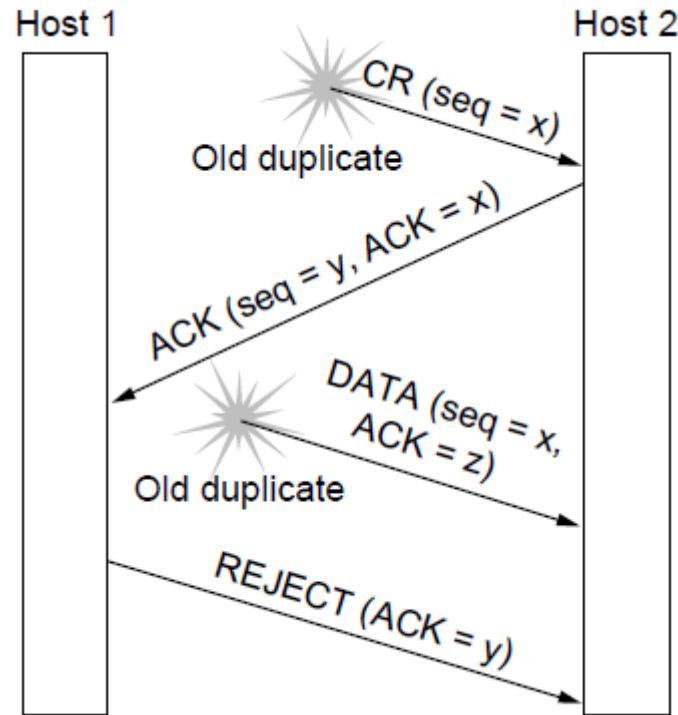 Host 1
Host 2
CR (seq = x)
Old duplicate
ACK (seq = y, ACK = x)
DATA (seq = x,
ACK = z)
Old duplicate
REJECT (ACK = y)